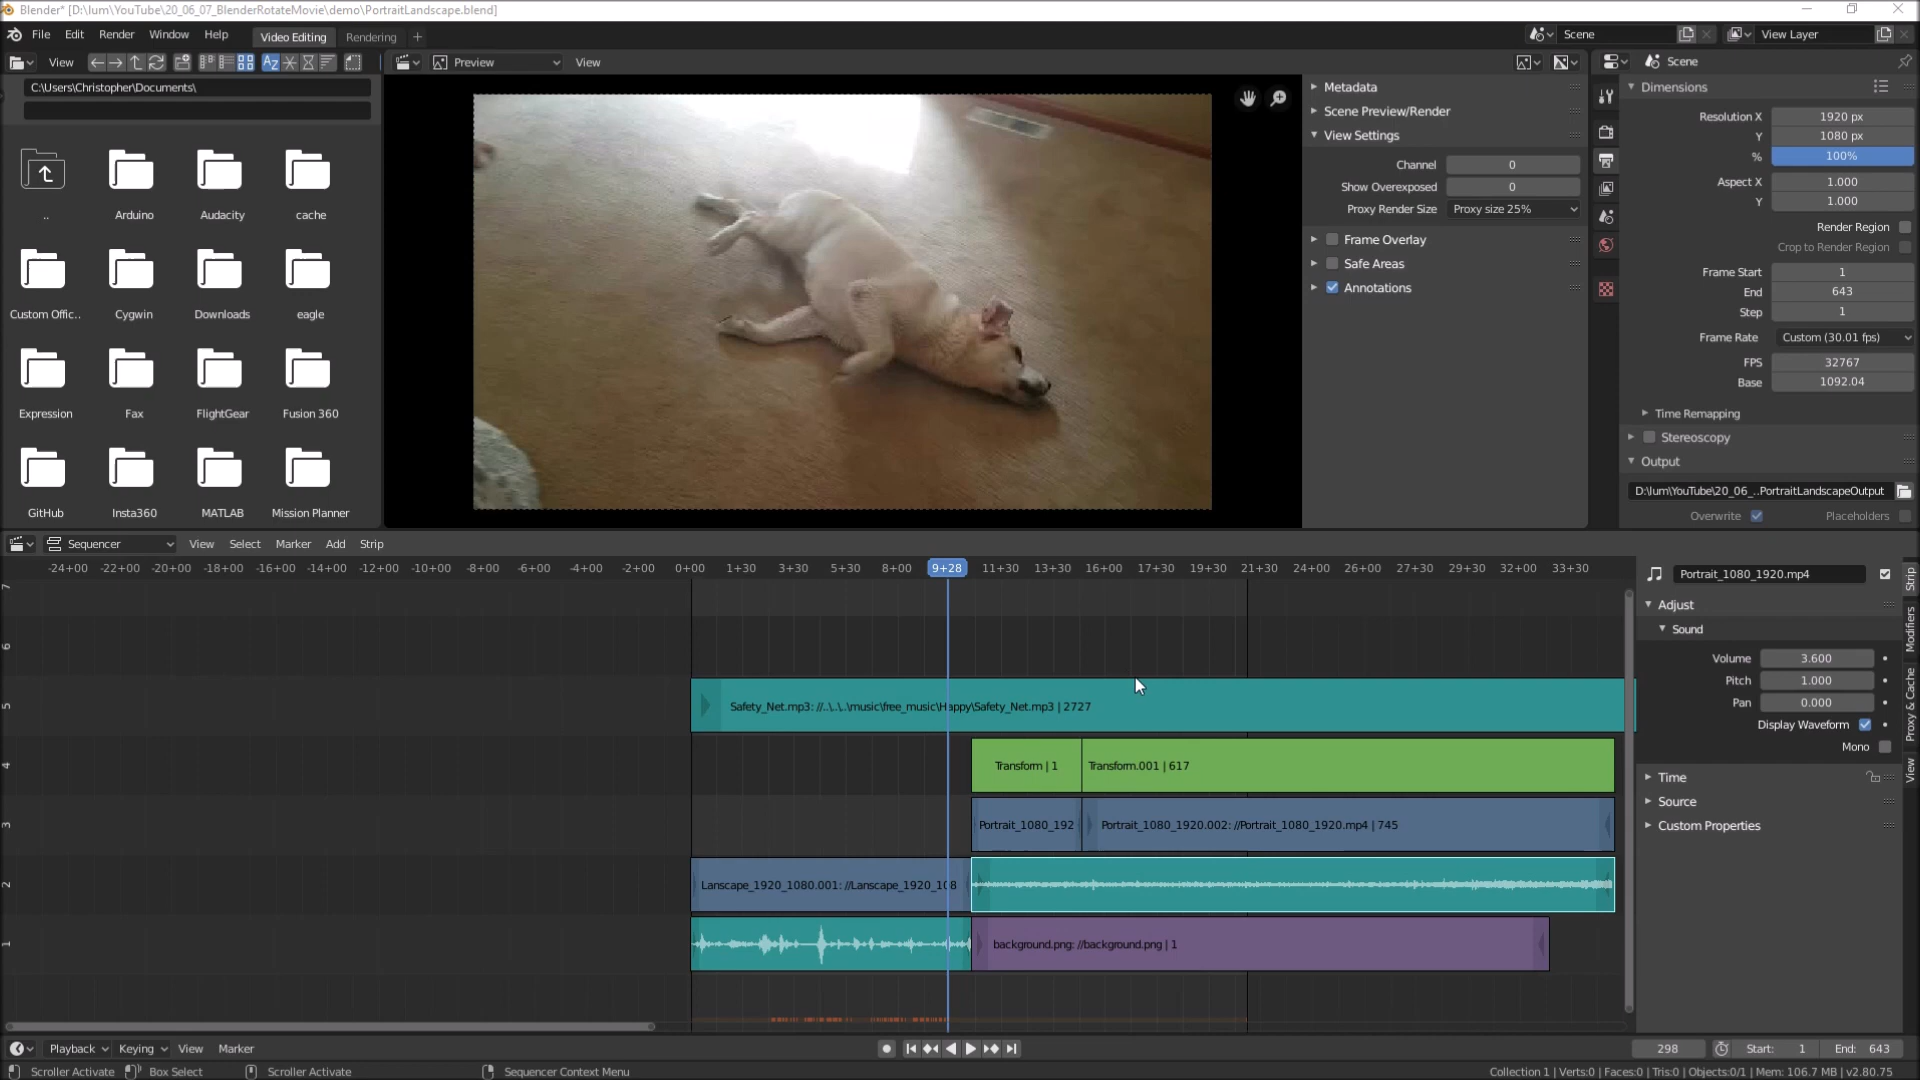 Blender* [D:\lum\YouTube\20_06_07_BlenderRotateMovie\demo\PortraitLandscape.blend]
File Edit Render Window Help Video Editing Rendering + Scene View Layer
View Preview View Scene
C:\Users\Christopher\Documents\
.. Arduino Audacity cache
Custom Offic.. Cygwin Downloads eagle
Expression Fax FlightGear Fusion 360
GitHub Insta360 MATLAB Mission Planner
Metadata
Scene Preview/Render
View Settings
Channel 0
Show Overexposed 0
Proxy Render Size Proxy size 25%
Frame Overlay
Safe Areas
Annotations
Dimensions
Resolution X 1920 px
Y 1080 px
% 100%
Aspect X 1.000
Y 1.000
Render Region
Crop to Render Region
Frame Start 1
End 643
Step 1
Frame Rate Custom (30.01 fps)
FPS 32767
Base 1092.04
Time Remapping
Stereoscopy
Output
D:\lum\YouTube\20_06_..PortraitLandscapeOutput
Overwrite Placeholders
Sequencer View Select Marker Add Strip
-24+00 -22+00 -20+00 -18+00 -16+00 -14+00 -12+00 -10+00 -8+00 -6+00 -4+00 -2+00 0+00 1+30 3+30 5+30 8+00 9+28 11+30 13+30 16+00 17+30 19+30 21+30 24+00 26+00 27+30 29+30 32+00 33+30
7
6
5 Safety_Net.mp3: //..\..\..\music\free_music\Happy\Safety_Net.mp3 | 2727
4 Transform | 1 Transform.001 | 617
3 Portrait_1080_192 Portrait_1080_1920.002: //Portrait_1080_1920.mp4 | 745
2 Lanscape_1920_1080.001: //Lanscape_1920_108
1 background.png: //background.png | 1
Portrait_1080_1920.mp4
Adjust
Sound
Volume 3.600
Pitch 1.000
Pan 0.000
Display Waveform
Mono
Time
Source
Custom Properties
Strip
Modifiers
Proxy & Cache
View
Playback Keying View Marker 298 Start: 1 End: 643
Scroller Activate Box Select Scroller Activate Sequencer Context Menu Collection 1 | Verts:0 | Faces:0 | Tris:0 | Objects:0/1 | Mem: 106.7 MB | v2.80.75